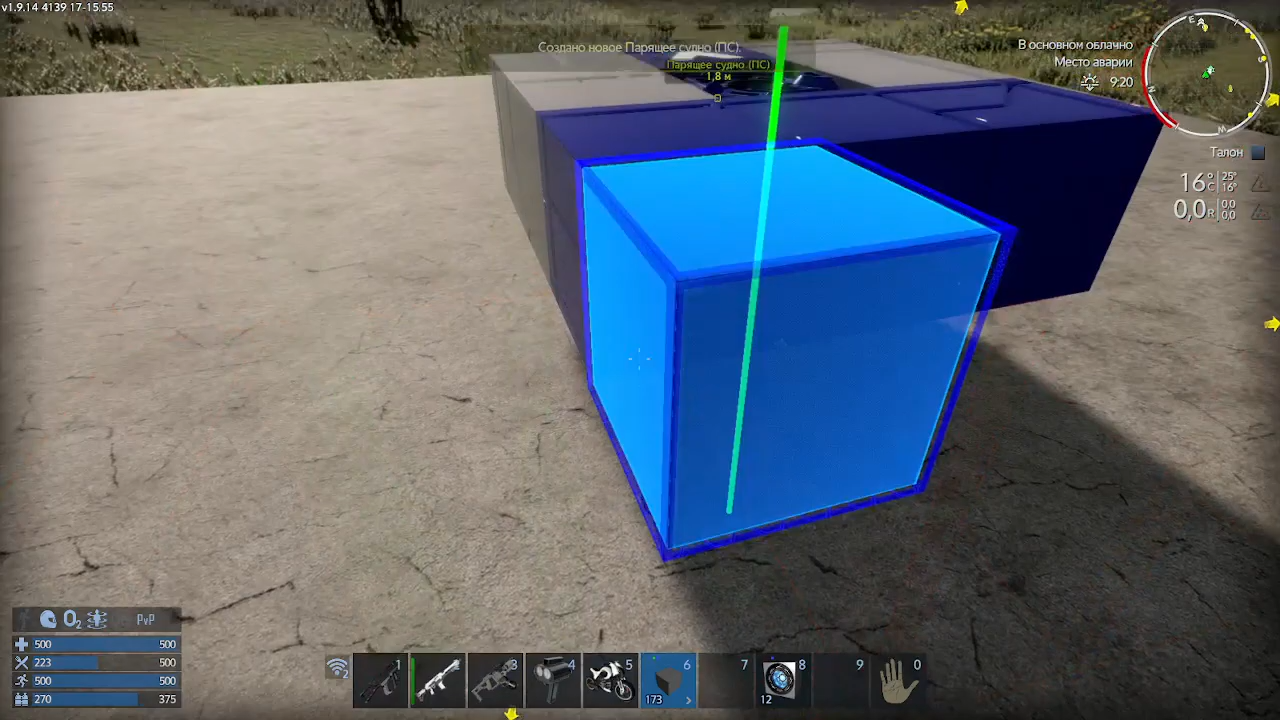 v1.9.14 4139 17-15 55
Создано новое Парящее судно (ПС).
Парящее судно (ПС)
1,8 м
В основном облачно
Место аварии
9:20
E
N
W
Талон
16°C 25° 16°
0,0R 0,0 0,0
O2 PvP
500 500
223 500
500 500
270 375
2
1 2 3 4 5 6 7 8 9 0
173 12